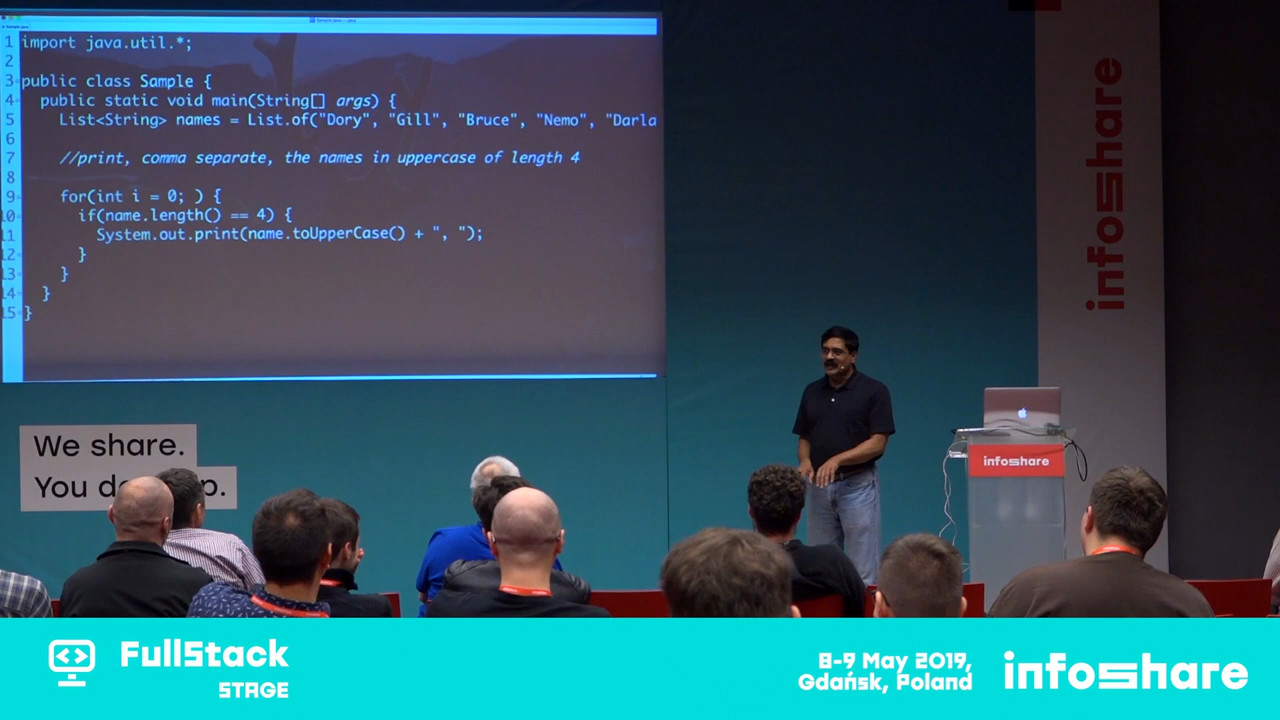 Sample.java
1 import java.util.*;
2
3 public class Sample {
4 public static void main(String[] args) {
5 List<String> names = List.of("Dory", "Gill", "Bruce", "Nemo", "Darla
6
7 //print, comma separate, the names in uppercase of length 4
8
9 for(int i = 0; ) {
10 if(name.length() == 4) {
11 System.out.print(name.toUpperCase() + ", ");
12 }
13 }
14 }
15 }
infoshare
We share.
You p.
infoshare
FullStack
STAGE
8-9 May 2019,
Gdańsk, Poland
infoshare